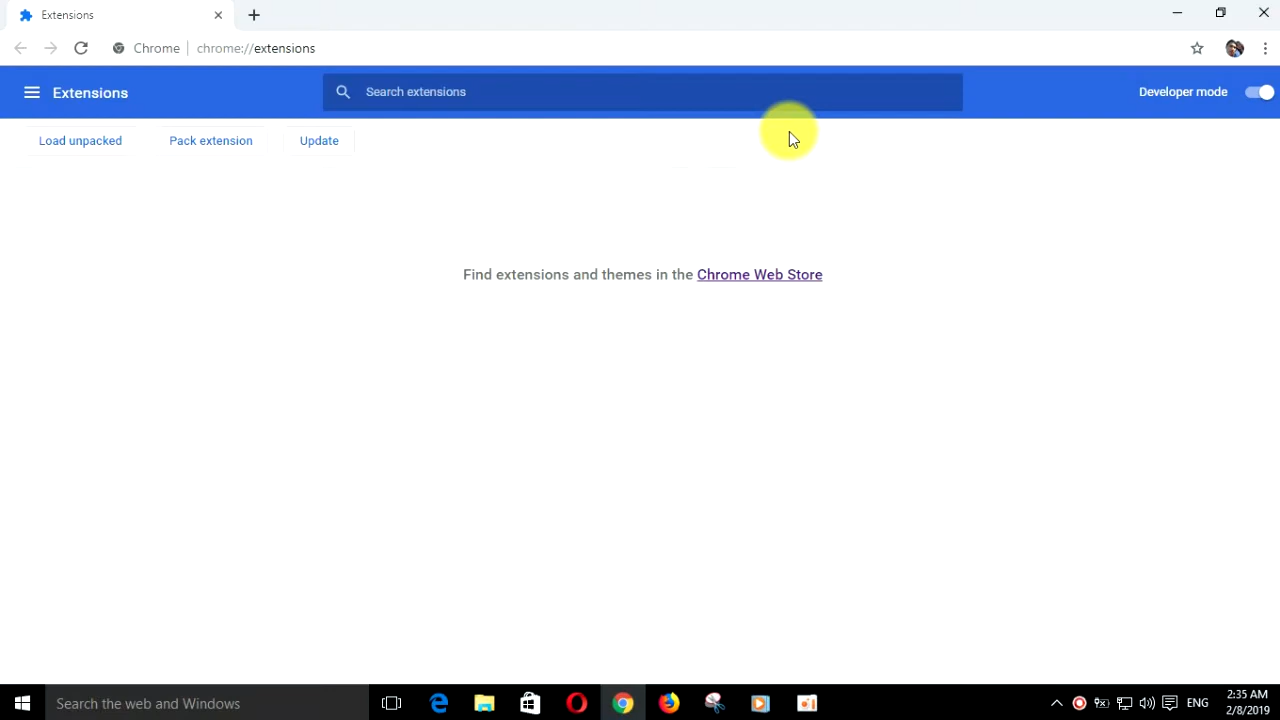 Extensions
Chrome chrome://extensions
Extensions
Search extensions
Developer mode
Load unpacked
Pack extension
Update
Find extensions and themes in the Chrome Web Store
Search the web and Windows
ENG
2:35 AM
2/8/2019